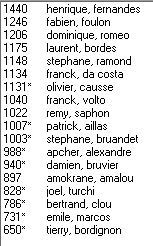 1440 henrique, fernandes
1246 fabien, foulon
1206 dominique, romeo
1175 laurent, bordes
1148 stephane, ramond
1134 franck, da costa
1131* olivier, causse
1040 franck, volto
1022 remy, saphon
1007* patrick, aillas
1003* stephane, bruandet
988* apcher, alexandre
940* damien, bruvier
897 amokrane, amalou
828* joel, turchi
786* bertrand, clou
731* emile, marcos
650* tierry, bordignon